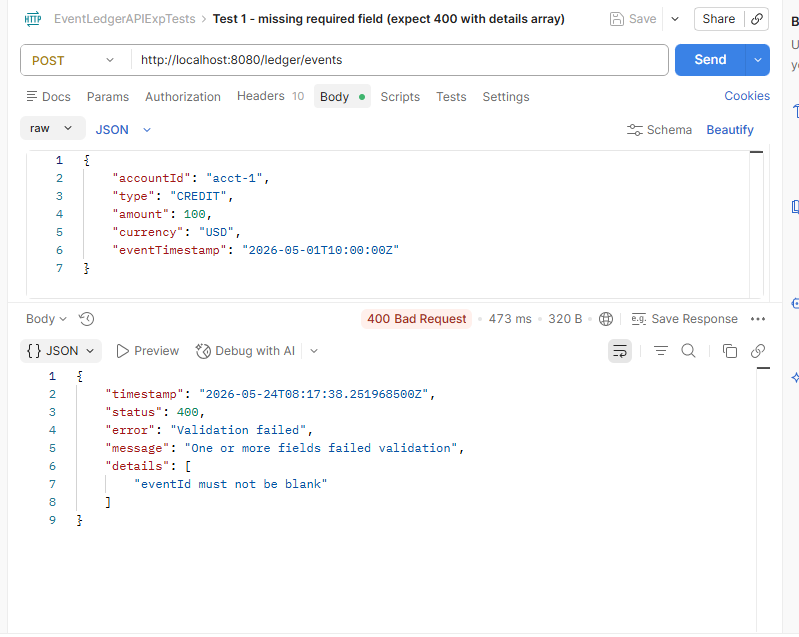 HTTP EventLedgerAPIExpTests > Test 1 - missing required field (expect 400 with details array) Save Share
POST http://localhost:8080/ledger/events Send
Docs Params Authorization Headers 10 Body Scripts Tests Settings Cookies
raw JSON Schema Beautify
1 {
2 "accountId": "acct-1",
3 "type": "CREDIT",
4 "amount": 100,
5 "currency": "USD",
6 "eventTimestamp": "2026-05-01T10:00:00Z"
7 }
Body 400 Bad Request 473 ms 320 B e.g. Save Response
{} JSON Preview Debug with AI
1 {
2 "timestamp": "2026-05-24T08:17:38.251968500Z",
3 "status": 400,
4 "error": "Validation failed",
5 "message": "One or more fields failed validation",
6 "details": [
7 "eventId must not be blank"
8 ]
9 }